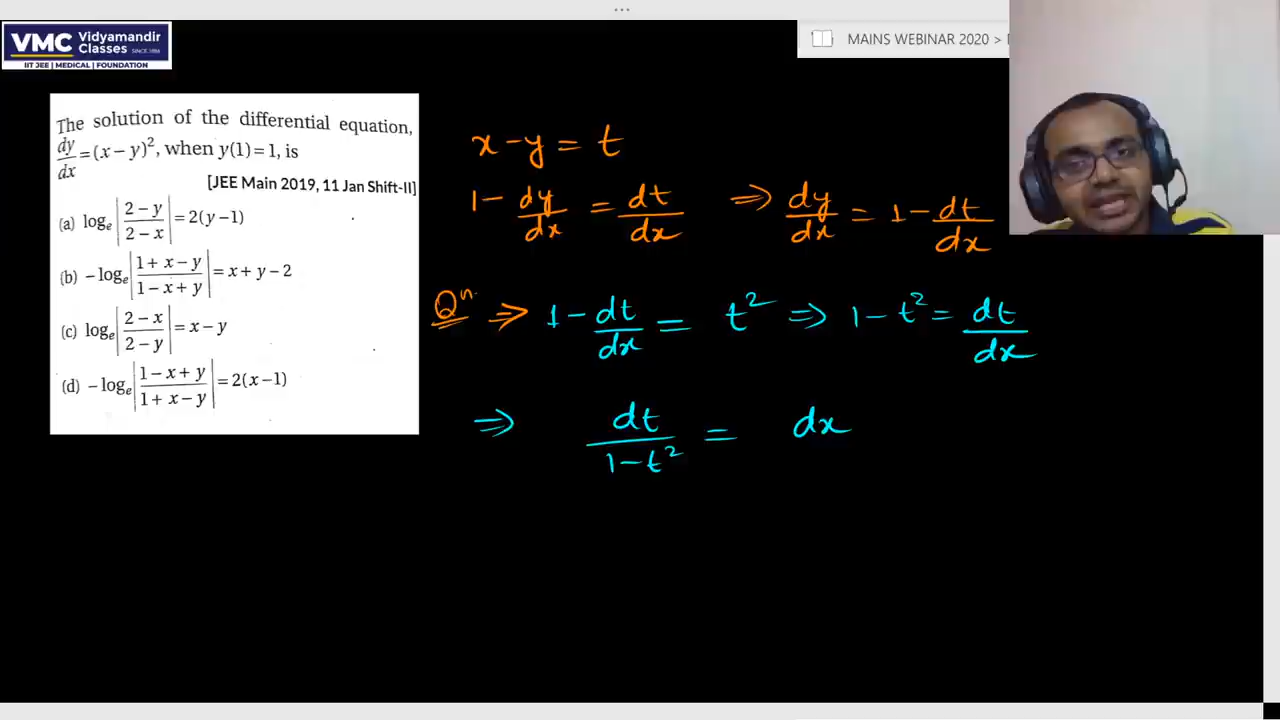 VMC Vidyamandir Classes
SINCE 1986
IIT JEE | MEDICAL | FOUNDATION
MAINS WEBINAR 2020 >
The solution of the differential equation,
dy/dx = (x − y)², when y(1) = 1, is
[JEE Main 2019, 11 Jan Shift-II]
(a) logₑ |(2 − y)/(2 − x)| = 2(y − 1)
(b) − logₑ |(1 + x − y)/(1 − x + y)| = x + y − 2
(c) logₑ |(2 − x)/(2 − y)| = x − y
(d) − logₑ |(1 − x + y)/(1 + x − y)| = 2(x − 1)
x − y = t
1 − dy/dx = dt/dx ⇒ dy/dx = 1 − dt/dx
Qⁿ ⇒ 1 − dt/dx = t² ⇒ 1 − t² = dt/dx
⇒ dt/(1 − t²) = dx